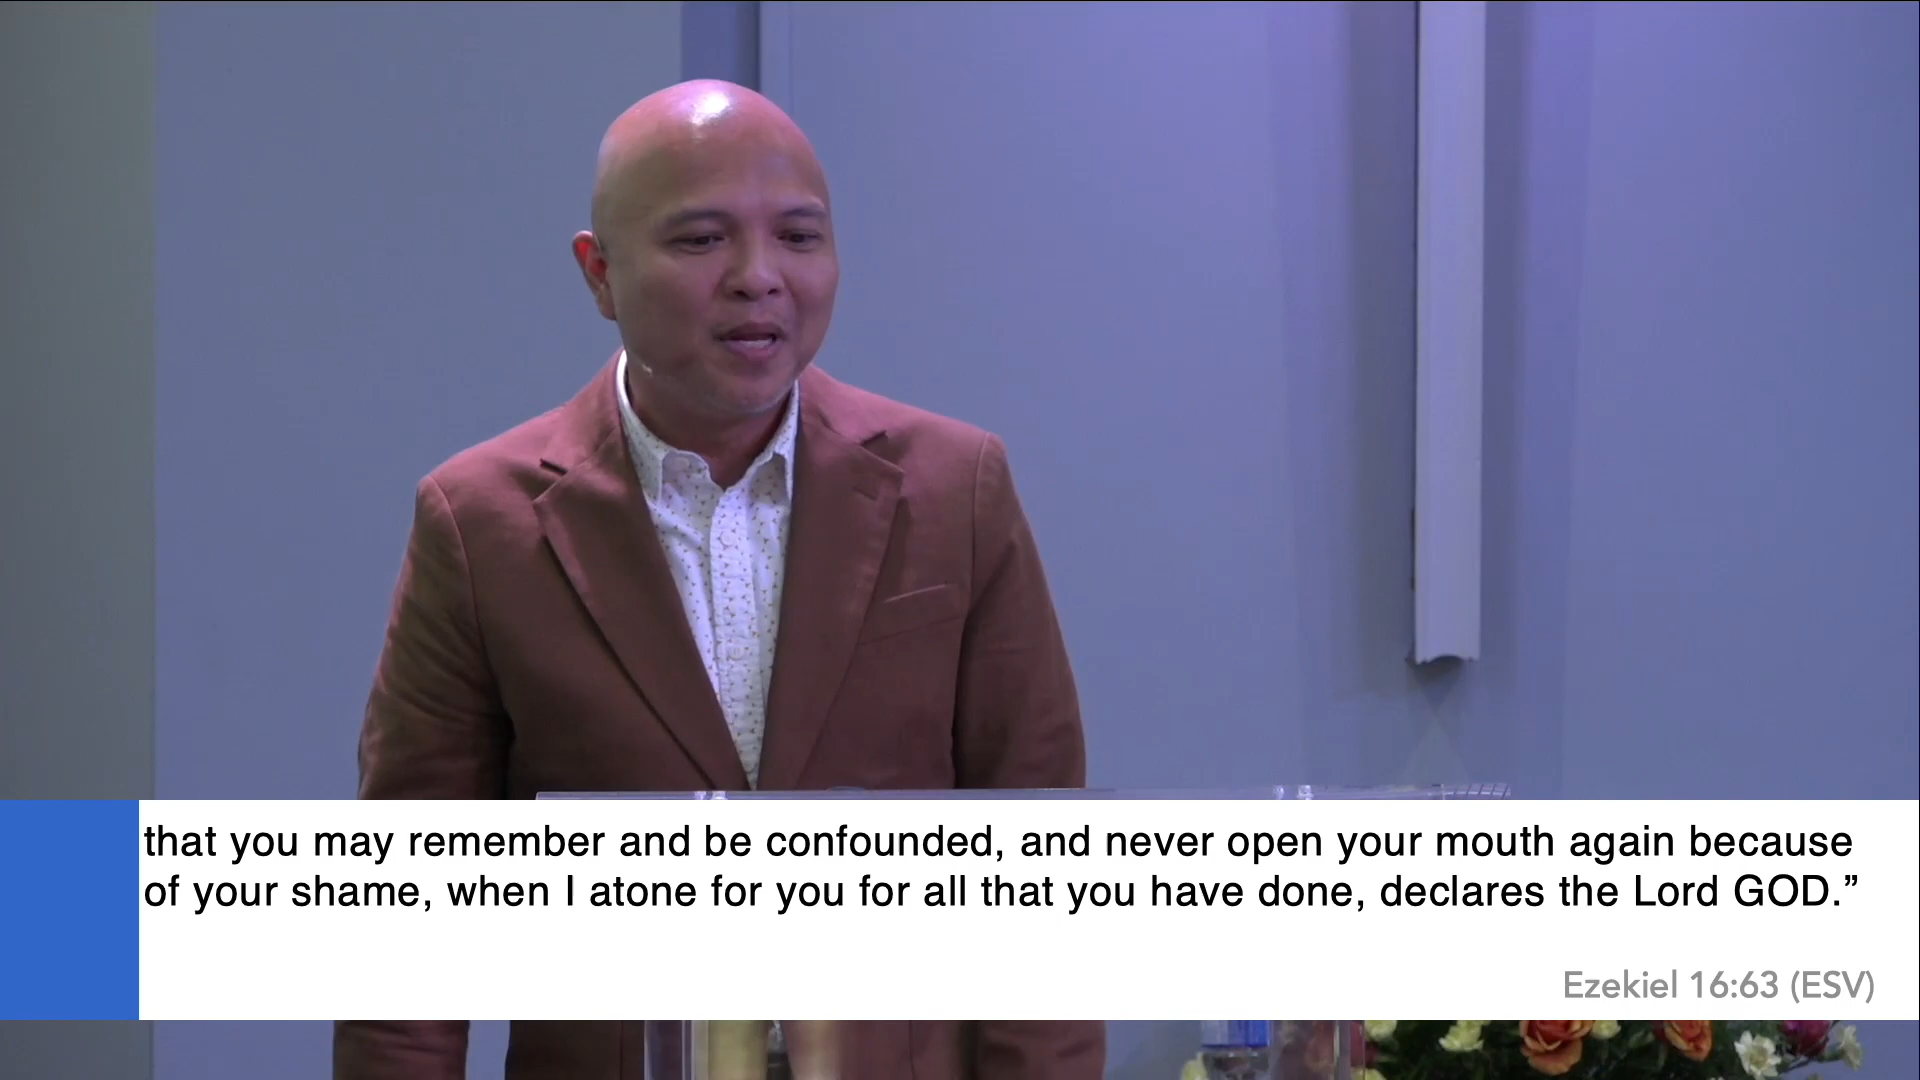 that you may remember and be confounded, and never open your mouth again because
of your shame, when I atone for you for all that you have done, declares the Lord GOD.”
Ezekiel 16:63 (ESV)